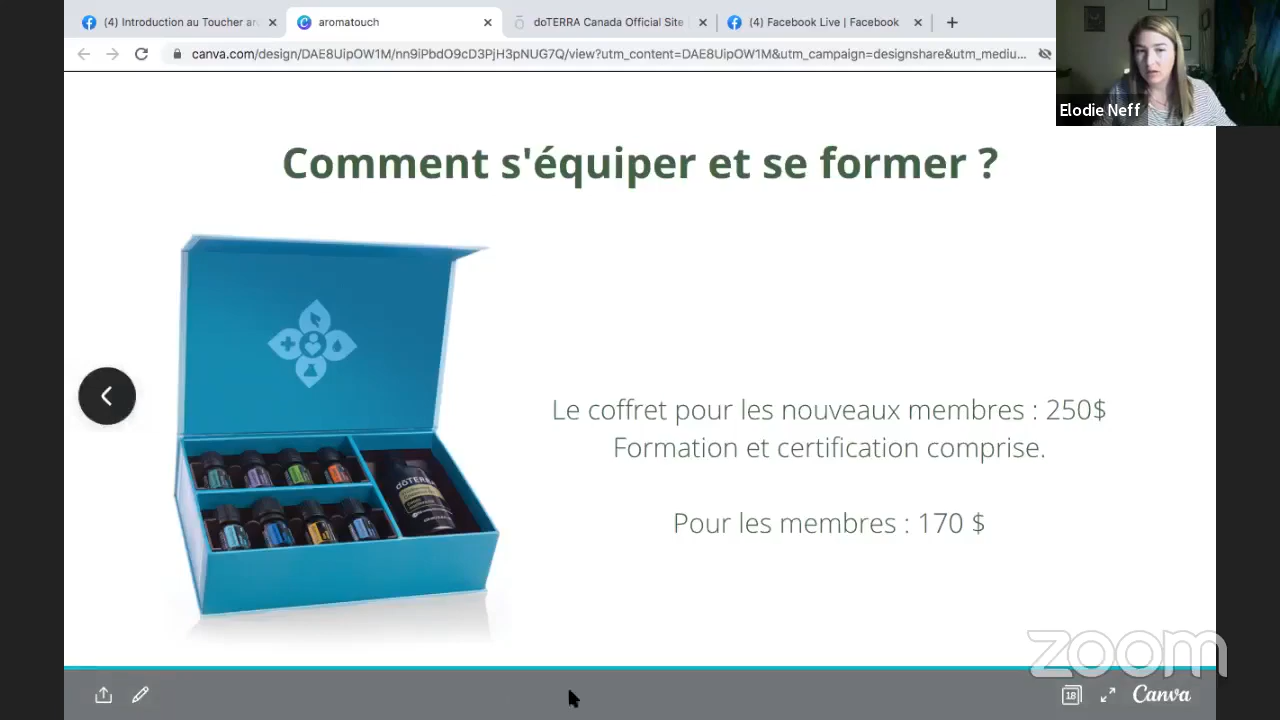 (4) Introduction au Toucher ar
aromatouch
doTERRA Canada Official Site
(4) Facebook Live | Facebook
canva.com/design/DAE8UipOW1M/nn9iPbdO9cD3PjH3pNUG7Q/view?utm_content=DAE8UipOW1M&utm_campaign=designshare&utm_mediu...
Elodie Neff
Comment s'équiper et se former ?
dōTERRA
Le coffret pour les nouveaux membres : 250$
Formation et certification comprise.
Pour les membres : 170 $
zoom
18
Canva